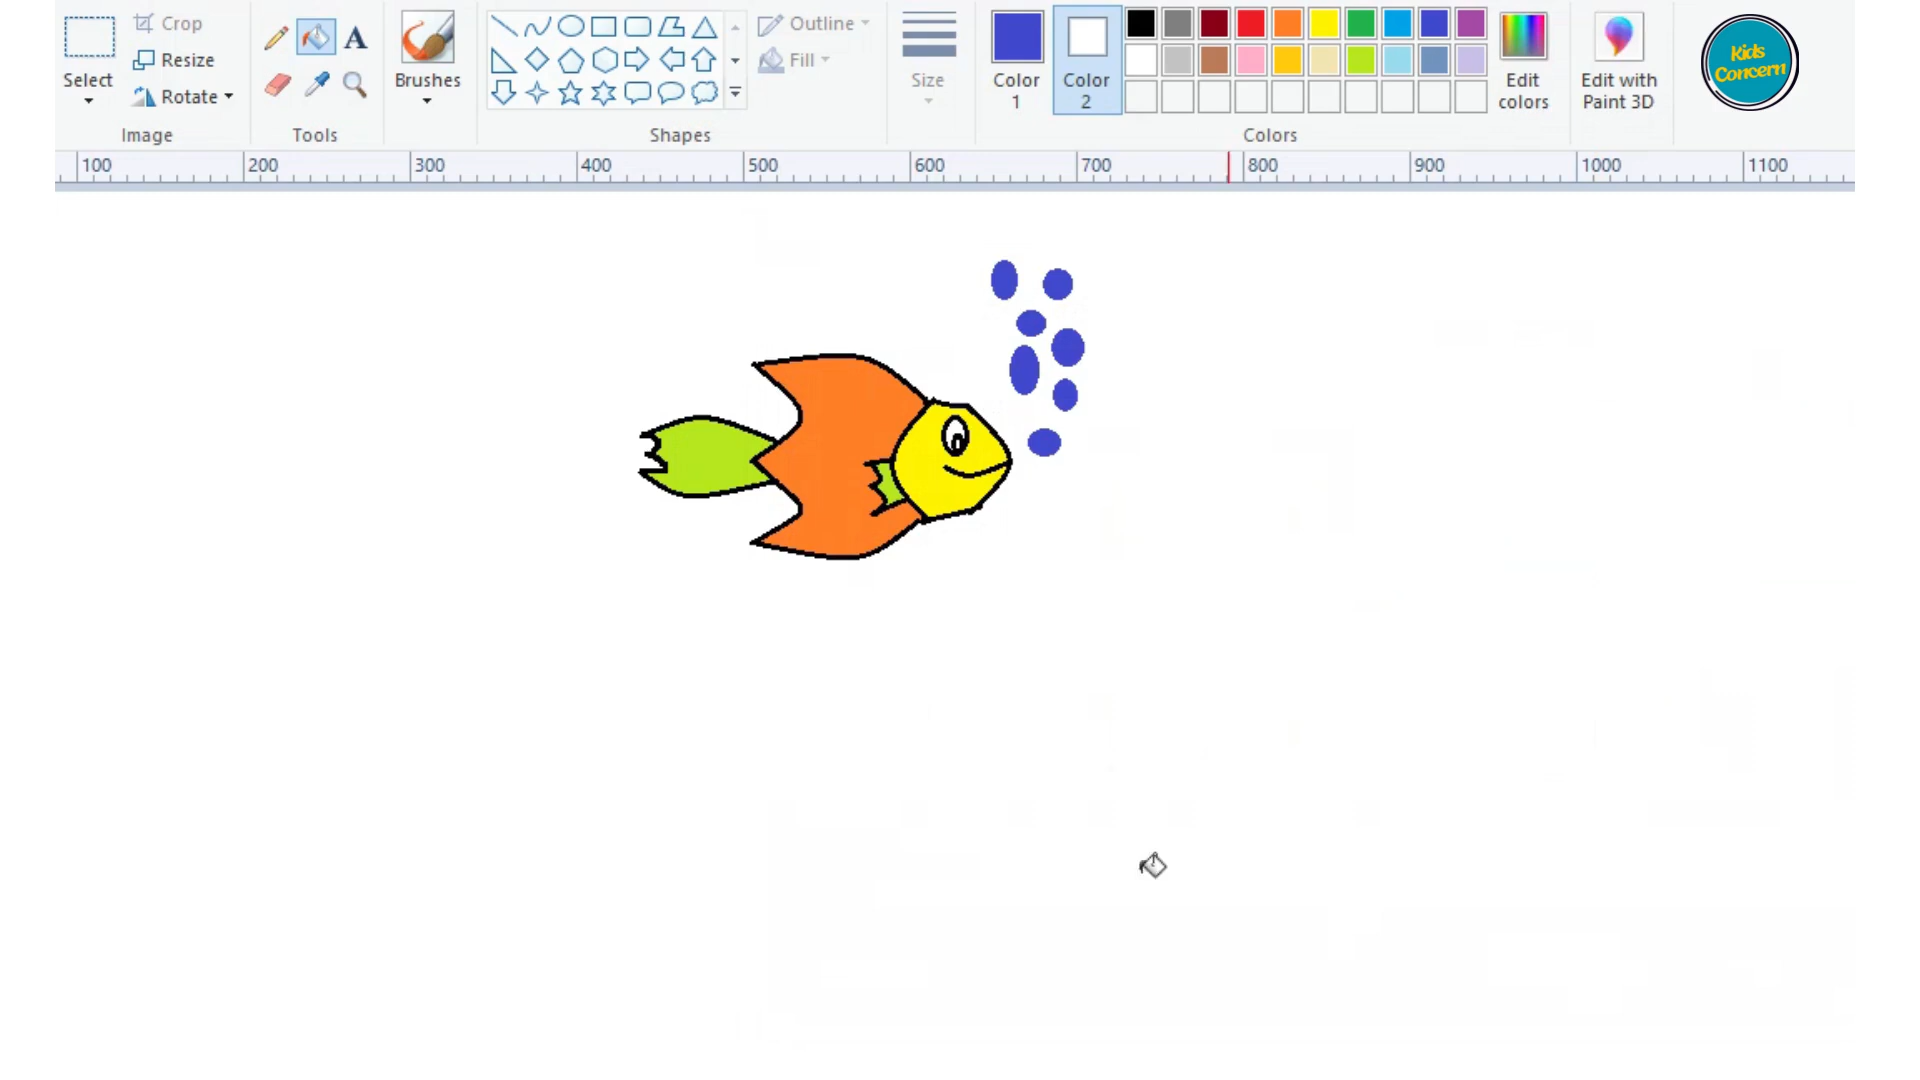 Crop
Resize
Select
Rotate
Image
A
Tools
Brushes
Shapes
Outline
Fill
Size
Color 1
Color 2
Colors
Edit colors
Edit with Paint 3D
Kids Concern
100 200 300 400 500 600 700 800 900 1000 1100